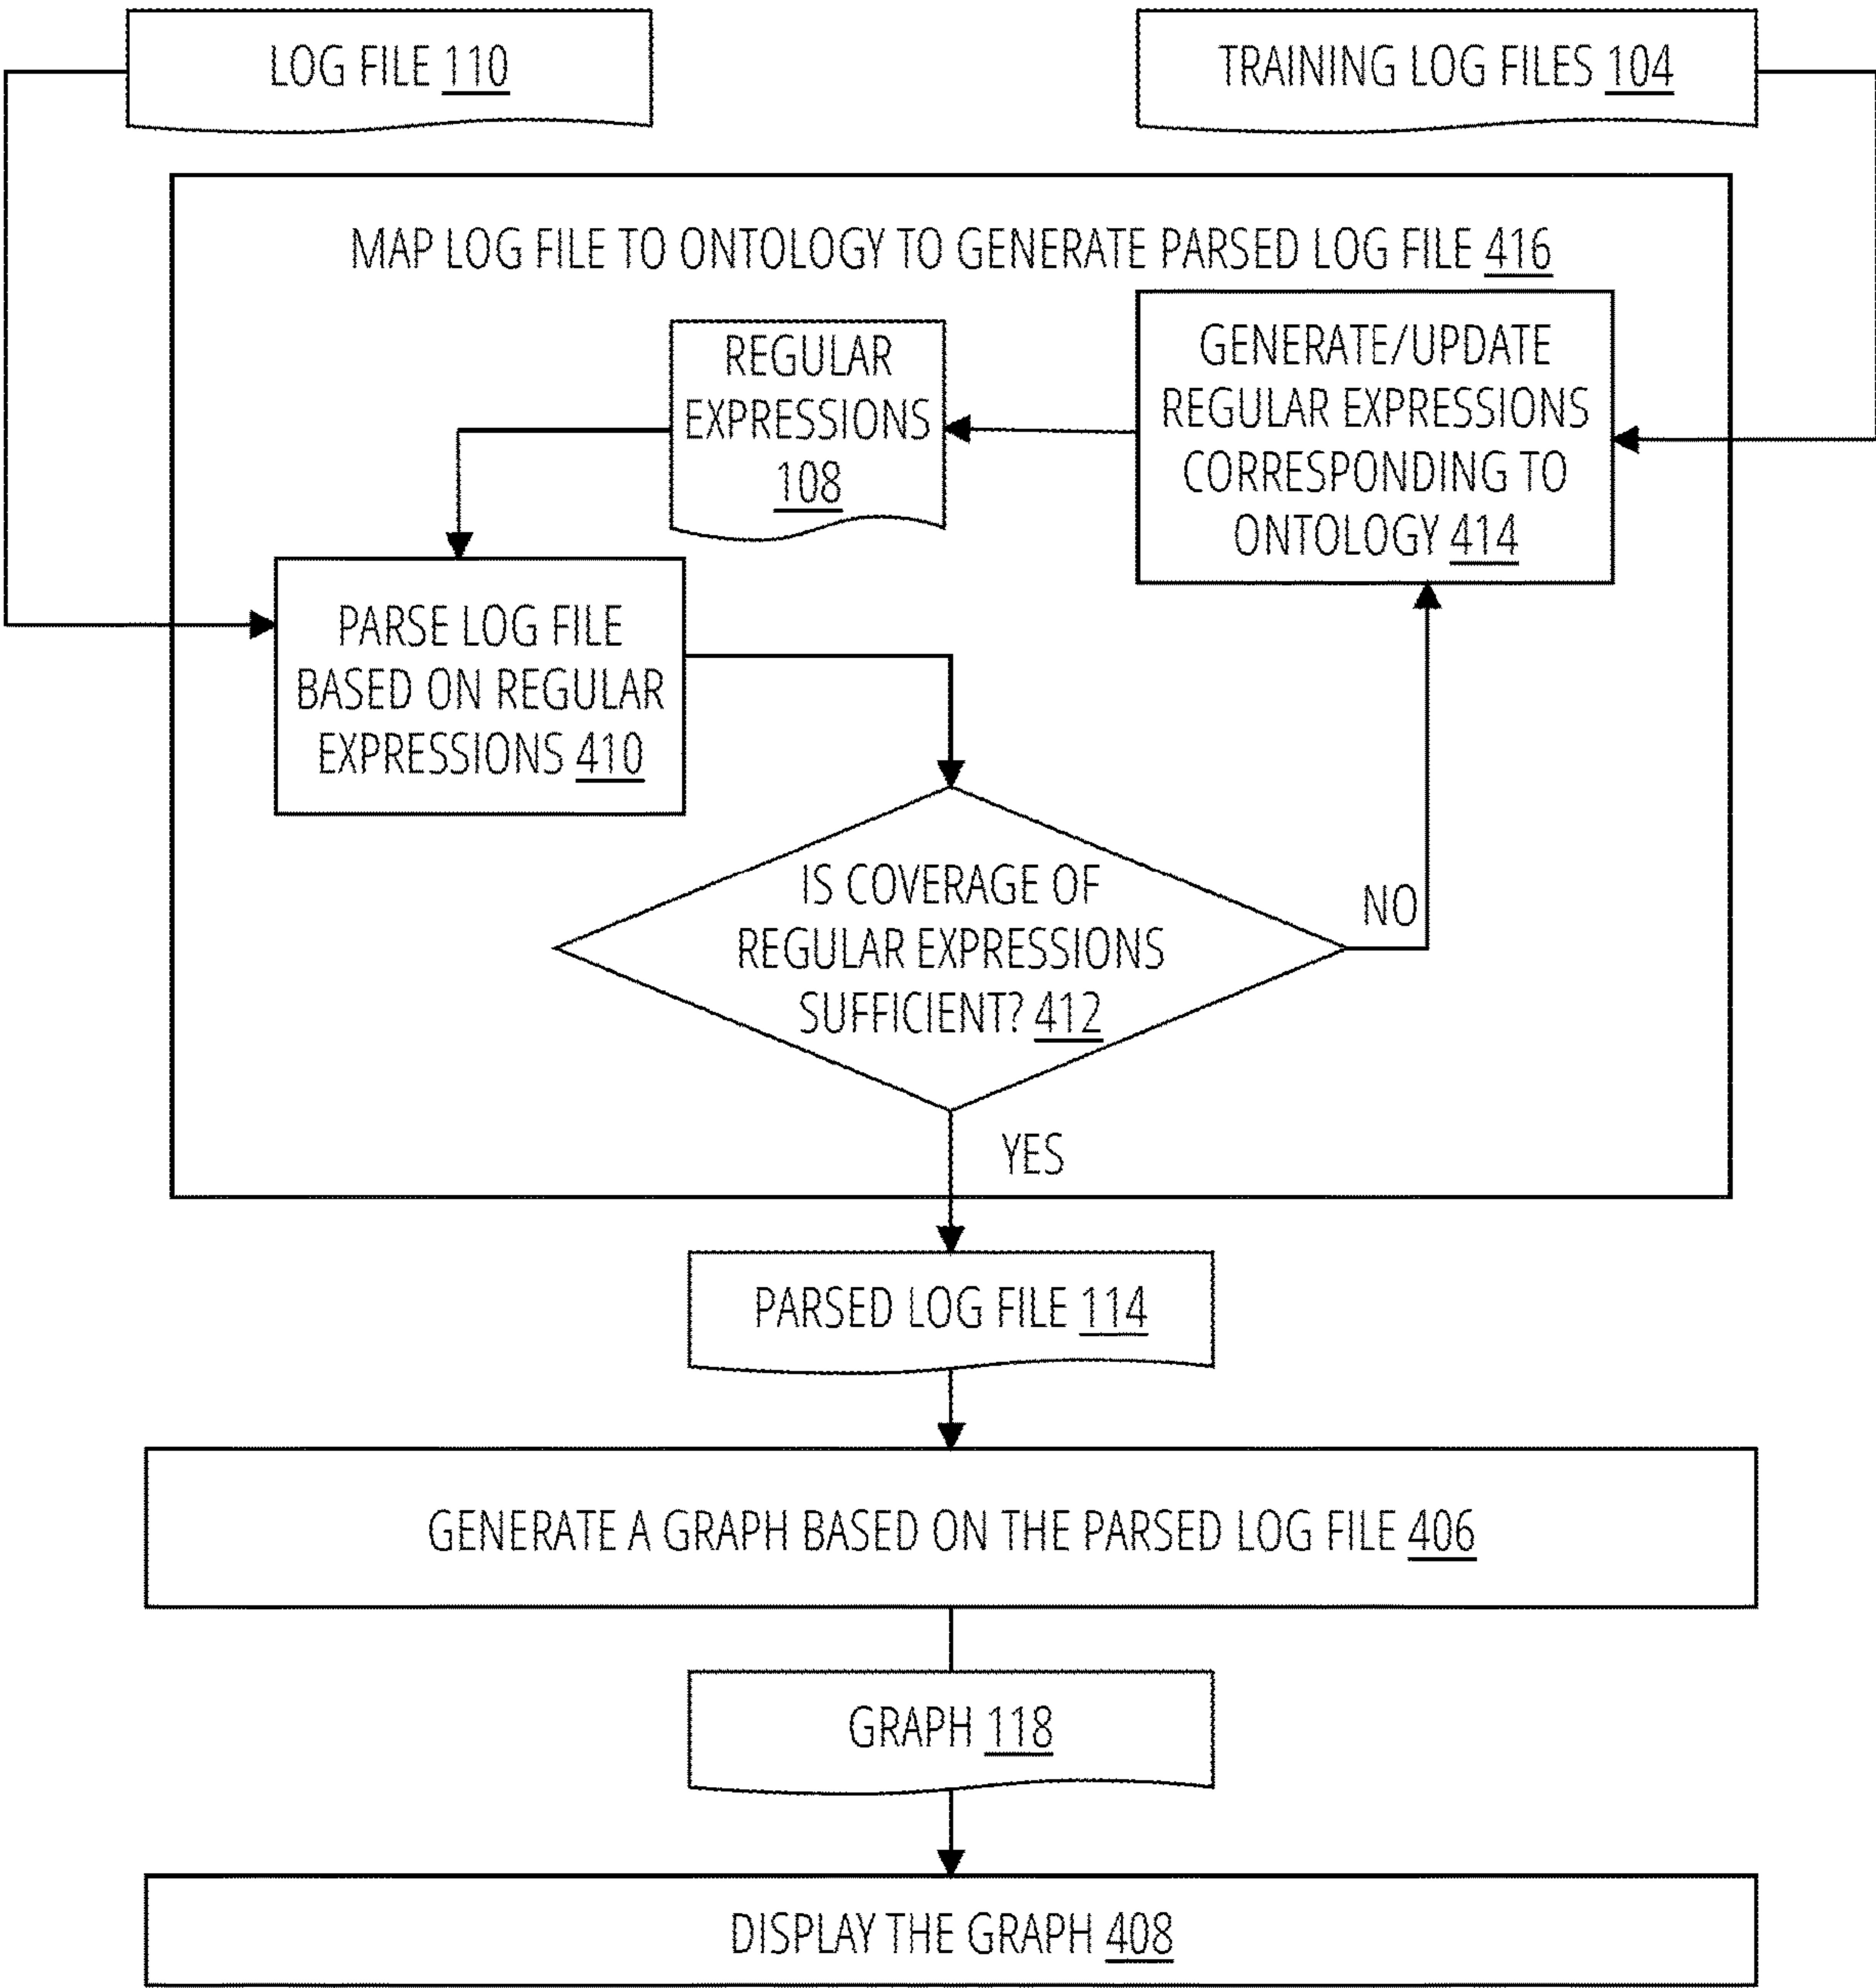 LOG FILE 110
TRAINING LOG FILES 104
MAP LOG FILE TO ONTOLOGY TO GENERATE PARSED LOG FILE 416
REGULAR
EXPRESSIONS
108
GENERATE/UPDATE
REGULAR EXPRESSIONS
CORRESPONDING TO
ONTOLOGY 414
PARSE LOG FILE
BASED ON REGULAR
EXPRESSIONS 410
IS COVERAGE OF
REGULAR EXPRESSIONS
SUFFICIENT? 412
NO
YES
PARSED LOG FILE 114
GENERATE A GRAPH BASED ON THE PARSED LOG FILE 406
GRAPH 118
DISPLAY THE GRAPH 408